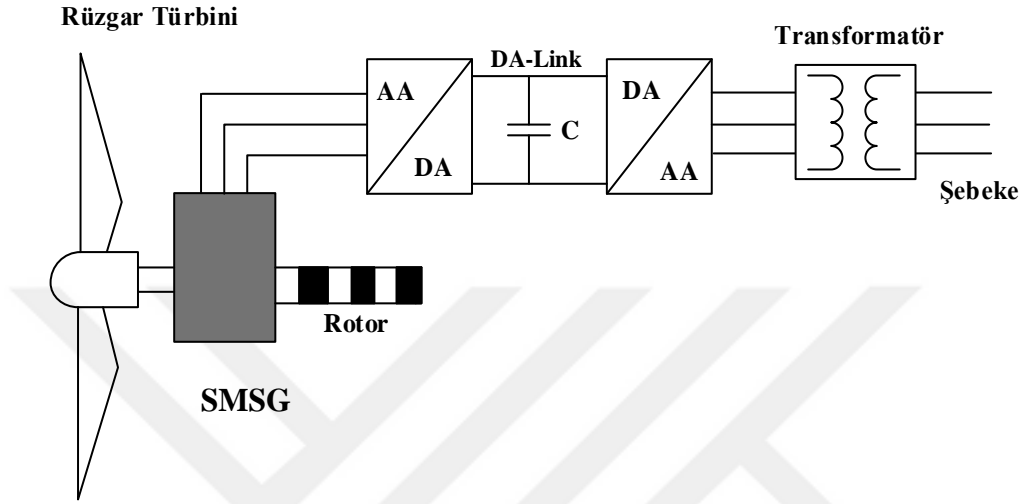 Rüzgar Türbini
Transformatör
DA-Link
AA
DA
C
DA
AA
Şebeke
Rotor
SMSG